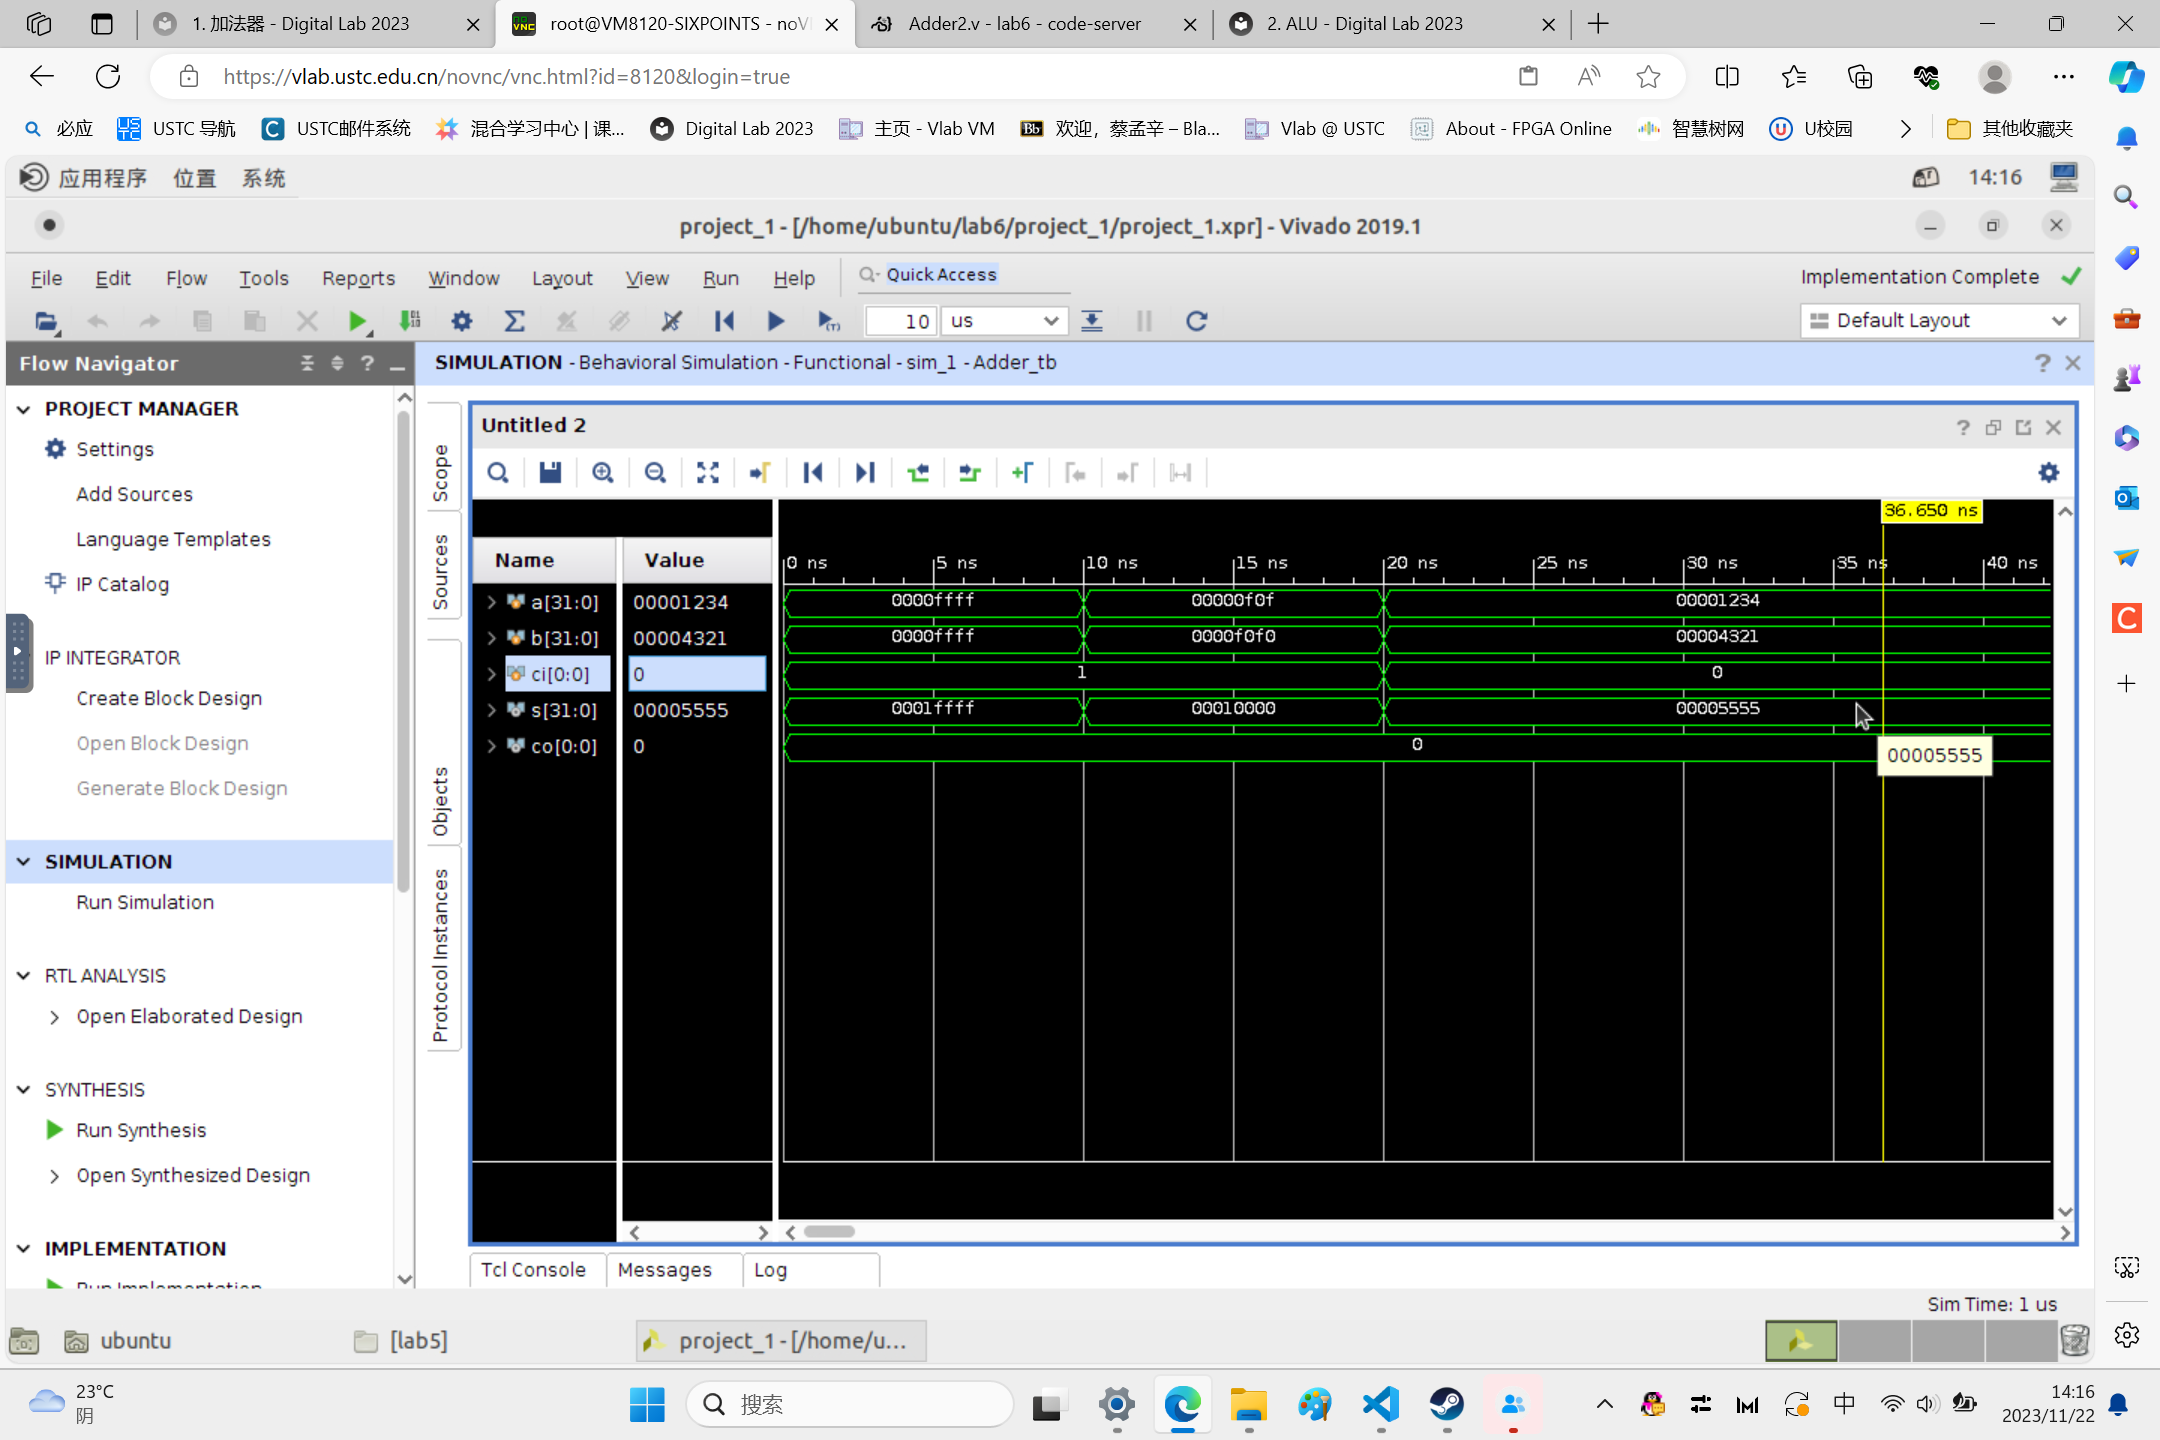 1. 加法器 - Digital Lab 2023
root@VM8120-SIXPOINTS - noV
Adder2.v - lab6 - code-server
2. ALU - Digital Lab 2023
https://vlab.ustc.edu.cn/novnc/vnc.html?id=8120&login=true
必应
USTC 导航
USTC邮件系统
混合学习中心 | 课...
Digital Lab 2023
主页 - Vlab VM
欢迎，蔡孟辛 – Bla...
Vlab @ USTC
About - FPGA Online
智慧树网
U校园
其他收藏夹
应用程序 位置 系统
14:16
project_1 - [/home/ubuntu/lab6/project_1/project_1.xpr] - Vivado 2019.1
File Edit Flow Tools Reports Window Layout View Run Help
Quick Access
Implementation Complete
10 us
Default Layout
Flow Navigator
SIMULATION - Behavioral Simulation - Functional - sim_1 - Adder_tb
PROJECT MANAGER
Settings
Add Sources
Language Templates
IP Catalog
IP INTEGRATOR
Create Block Design
Open Block Design
Generate Block Design
SIMULATION
Run Simulation
RTL ANALYSIS
Open Elaborated Design
SYNTHESIS
Run Synthesis
Open Synthesized Design
IMPLEMENTATION
Run Implementation
Scope
Sources
Objects
Protocol Instances
Untitled 2
36.650 ns
Name Value
0 ns 5 ns 10 ns 15 ns 20 ns 25 ns 30 ns 35 ns 40 ns
a[31:0] 00001234 0000ffff 00000f0f 00001234
b[31:0] 00004321 0000ffff 0000f0f0 00004321
ci[0:0] 0 1 0
s[31:0] 00005555 0001ffff 00010000 00005555
co[0:0] 0 0
00005555
Tcl Console Messages Log
Sim Time: 1 us
ubuntu
[lab5]
project_1 - [/home/u...
23°C
阴
搜索
中
14:16
2023/11/22